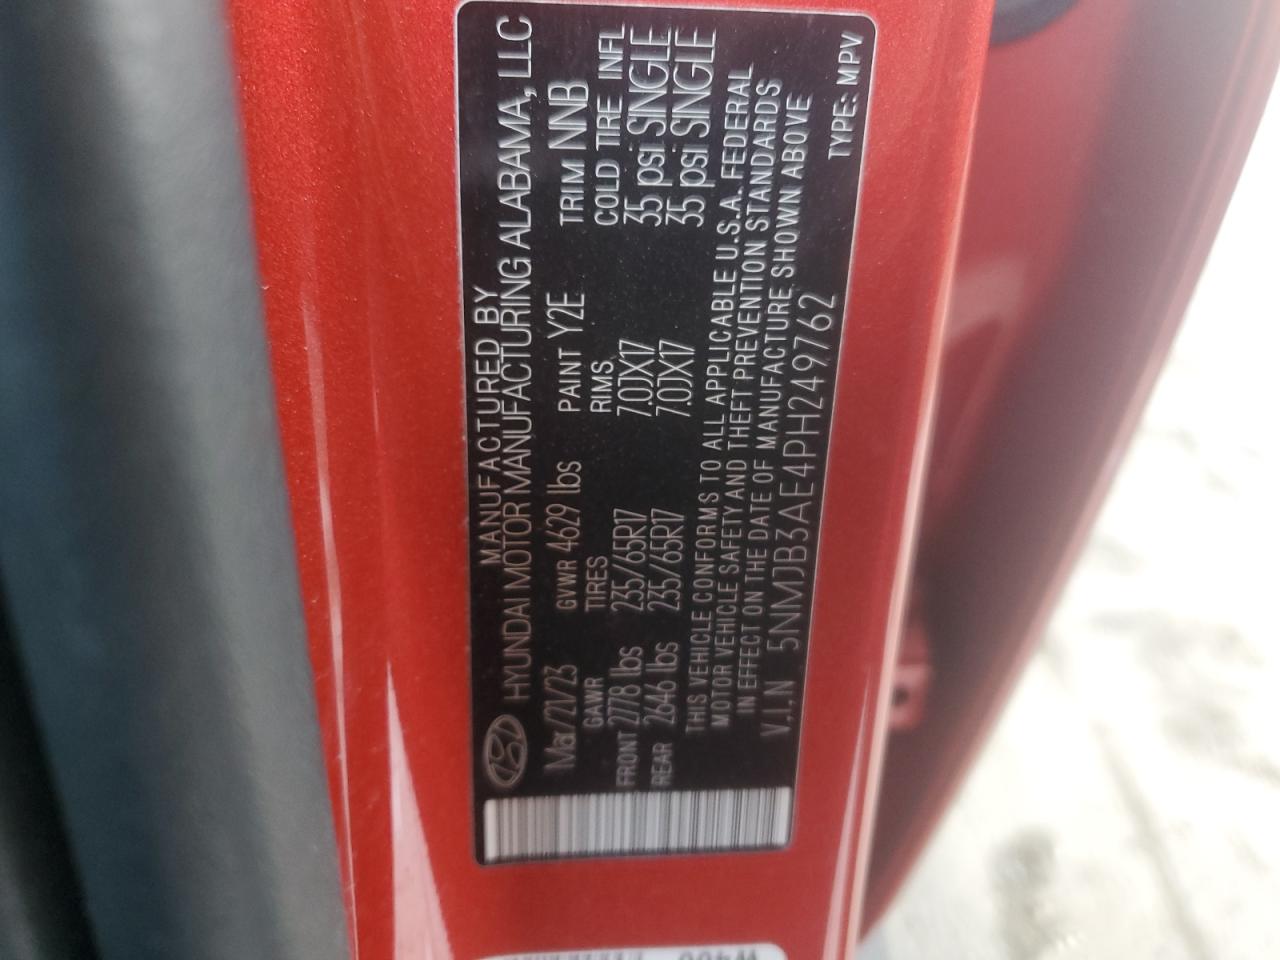 MANUFACTURED BY
HYUNDAI MOTOR MANUFACTURING ALABAMA, LLC
Mar/21/23 GVWR 4629 lbs PAINT Y2E TRIM NNB
GAWR TIRES RIMS COLD TIRE INFL
FRONT 2778 lbs 235/65R17 7.0JX17 35 psi SINGLE
REAR 2646 lbs 235/65R17 7.0JX17 35 psi SINGLE
THIS VEHICLE CONFORMS TO ALL APPLICABLE U.S.A. FEDERAL
MOTOR VEHICLE SAFETY AND THEFT PREVENTION STANDARDS
IN EFFECT ON THE DATE OF MANUFACTURE SHOWN ABOVE
V.I.N 5NMJB3AE4PH249762 TYPE: MPV